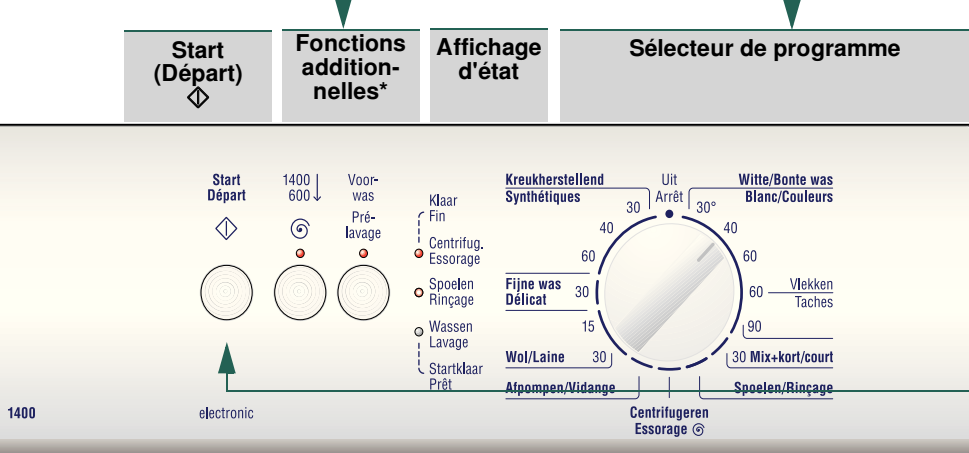 Start
(Départ)
Fonctions
addition-
nelles*
Affichage
d'état
Sélecteur de programme
Start
Départ
1400
600
Voor-
was
Pré-
lavage
Klaar
Fin
Centrifug.
Essorage
Spoelen
Rinçage
Wassen
Lavage
Startklaar
Prêt
Kreukherstellend
Synthétiques
Uit
Arrêt
Witte/Bonte was
Blanc/Couleurs
30
30°
40
40
60
60
Fijne was
Délicat
30
60
Vlekken
Taches
15
90
Wol/Laine
30
30 Mix+kort/court
Afpompen/Vidange
Spoelen/Rinçage
Centrifugeren
Essorage
1400
electronic